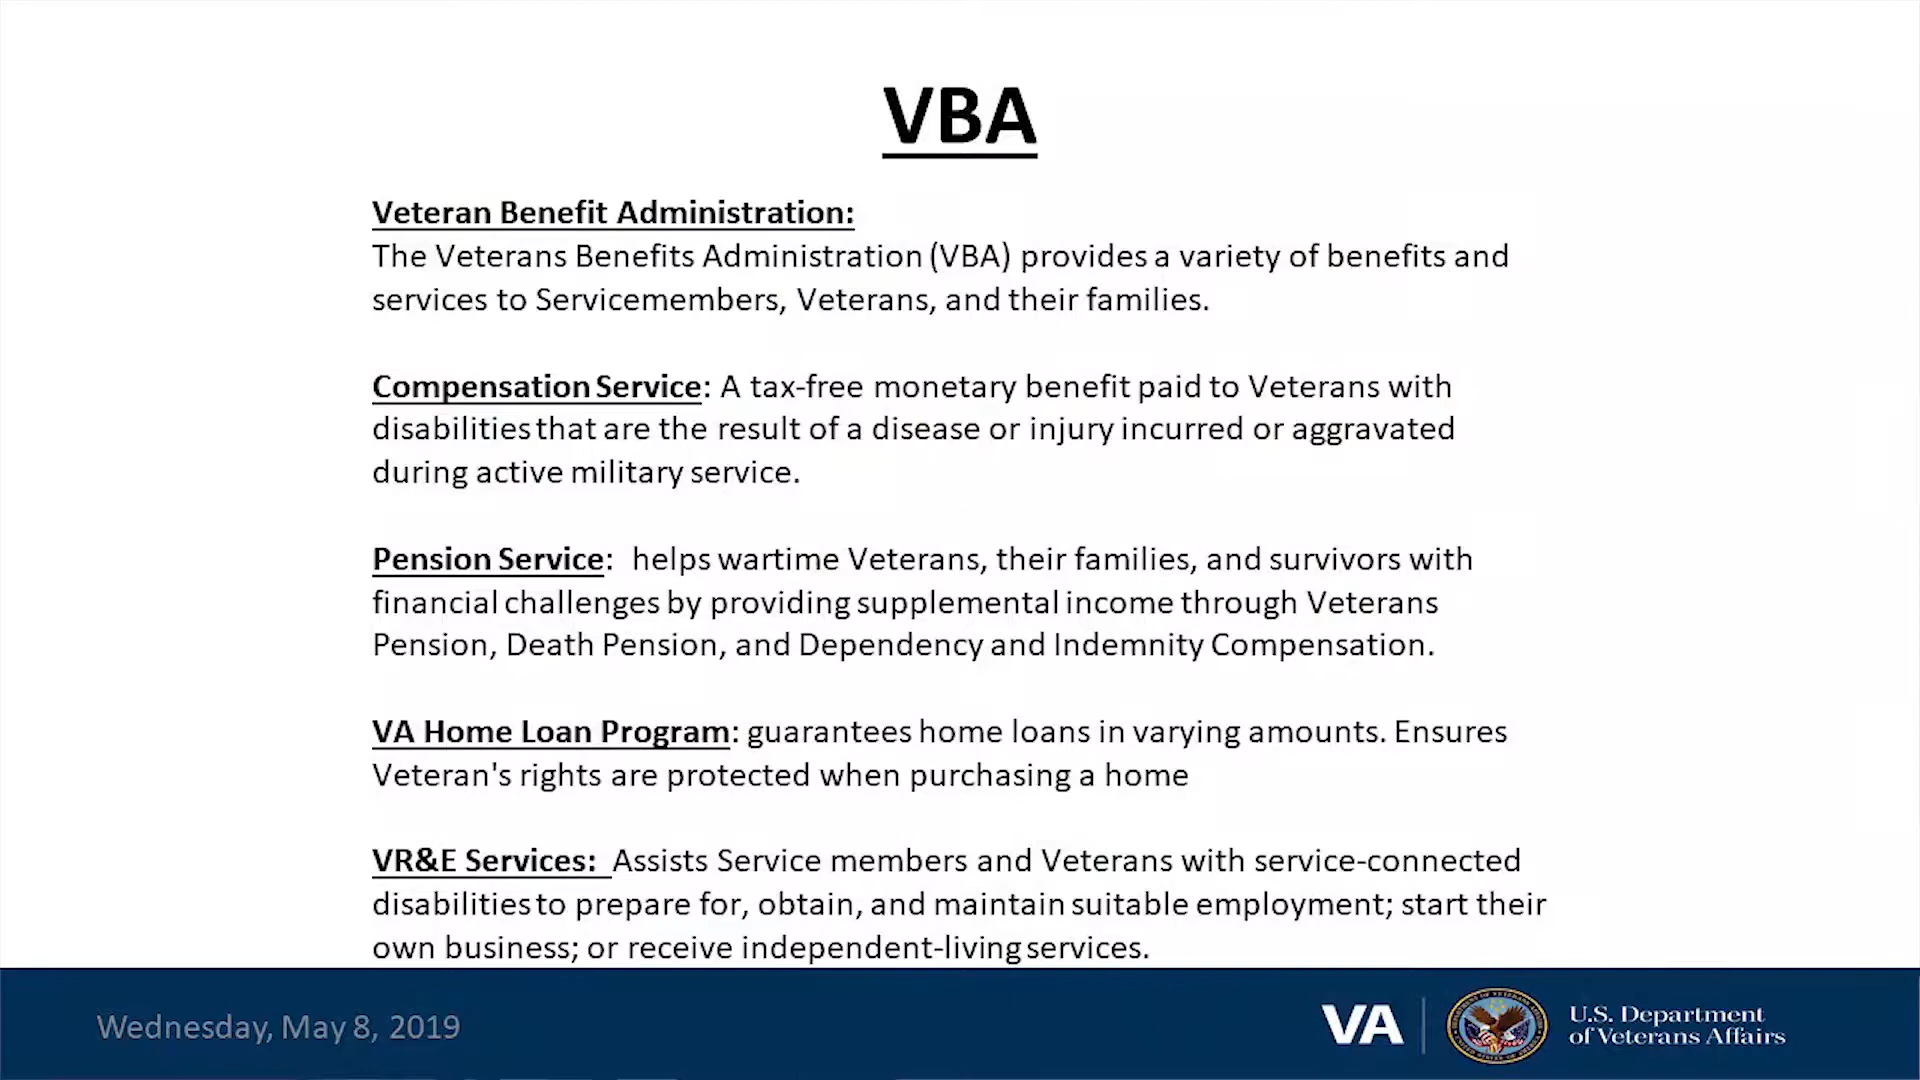 VBA
Veteran Benefit Administration:
The Veterans Benefits Administration (VBA) provides a variety of benefits and
services to Servicemembers, Veterans, and their families.
Compensation Service: A tax-free monetary benefit paid to Veterans with
disabilities that are the result of a disease or injury incurred or aggravated
during active military service.
Pension Service:  helps wartime Veterans, their families, and survivors with
financial challenges by providing supplemental income through Veterans
Pension, Death Pension, and Dependency and Indemnity Compensation.
VA Home Loan Program: guarantees home loans in varying amounts. Ensures
Veteran's rights are protected when purchasing a home
VR&E Services:  Assists Service members and Veterans with service-connected
disabilities to prepare for, obtain, and maintain suitable employment; start their
own business; or receive independent-living services.
Wednesday, May 8, 2019
VA
U.S. Department
of Veterans Affairs